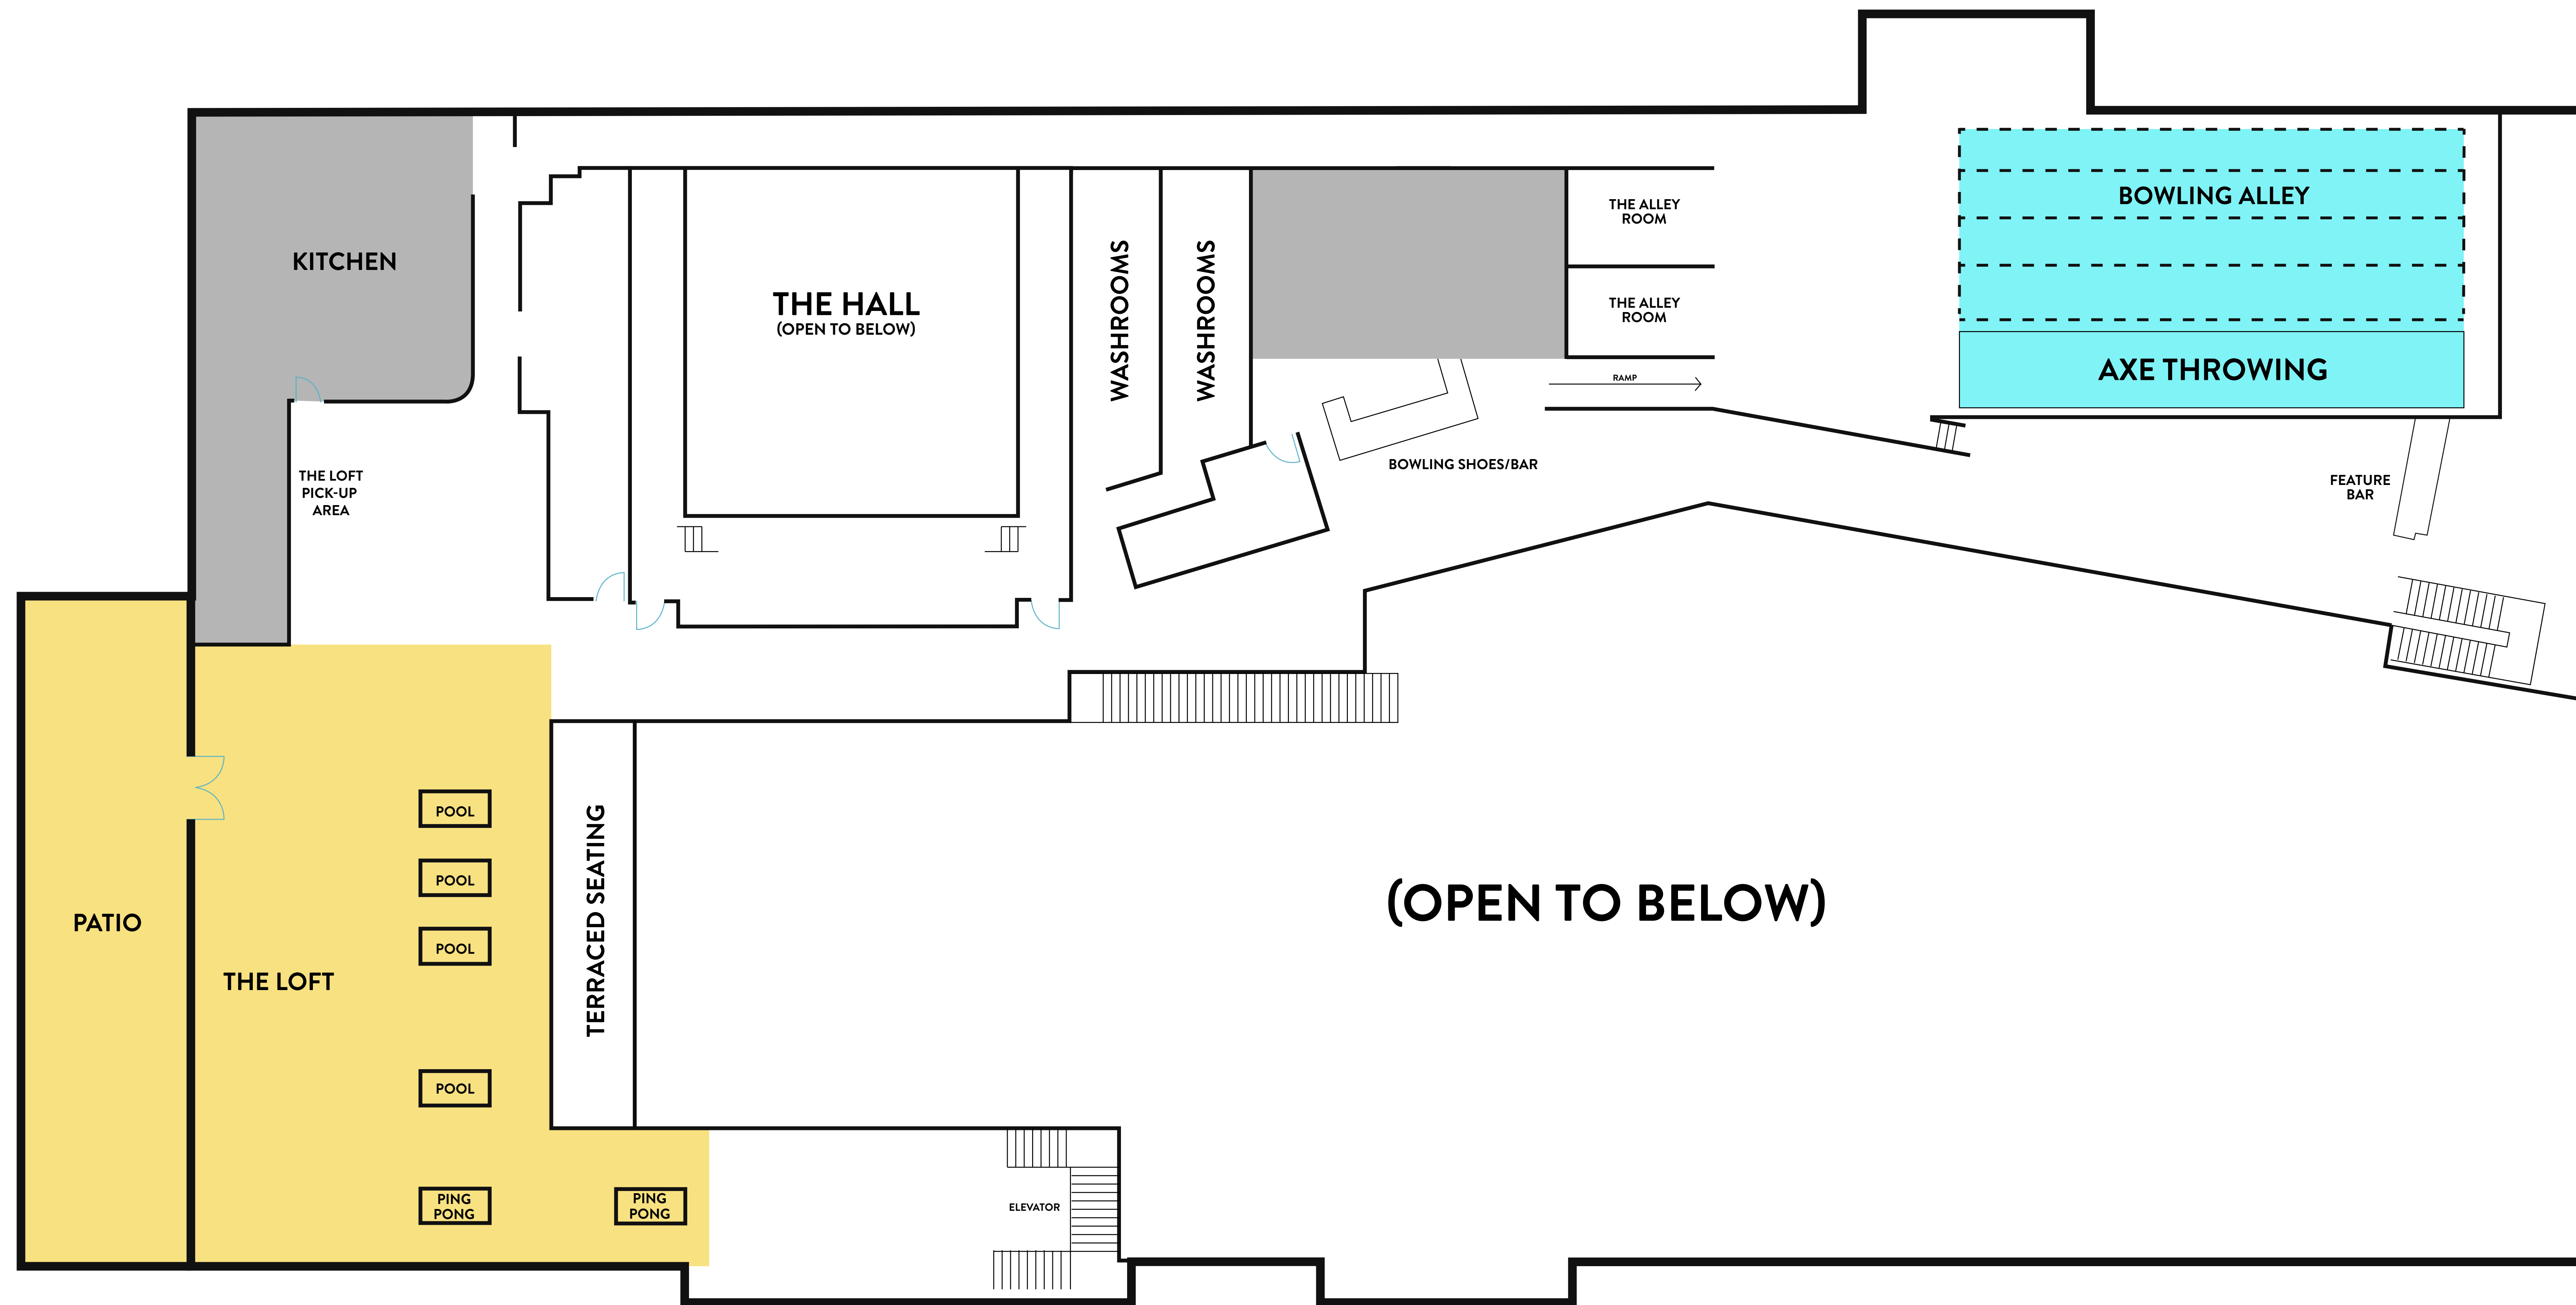 KITCHEN
THE LOFT
PICK-UP
AREA
THE HALL
(OPEN TO BELOW)
WASHROOMS
WASHROOMS
THE ALLEY
ROOM
THE ALLEY
ROOM
RAMP
BOWLING SHOES/BAR
BOWLING ALLEY
AXE THROWING
FEATURE
BAR
PATIO
THE LOFT
POOL
POOL
POOL
POOL
PING
PONG
PING
PONG
TERRACED SEATING
(OPEN TO BELOW)
ELEVATOR